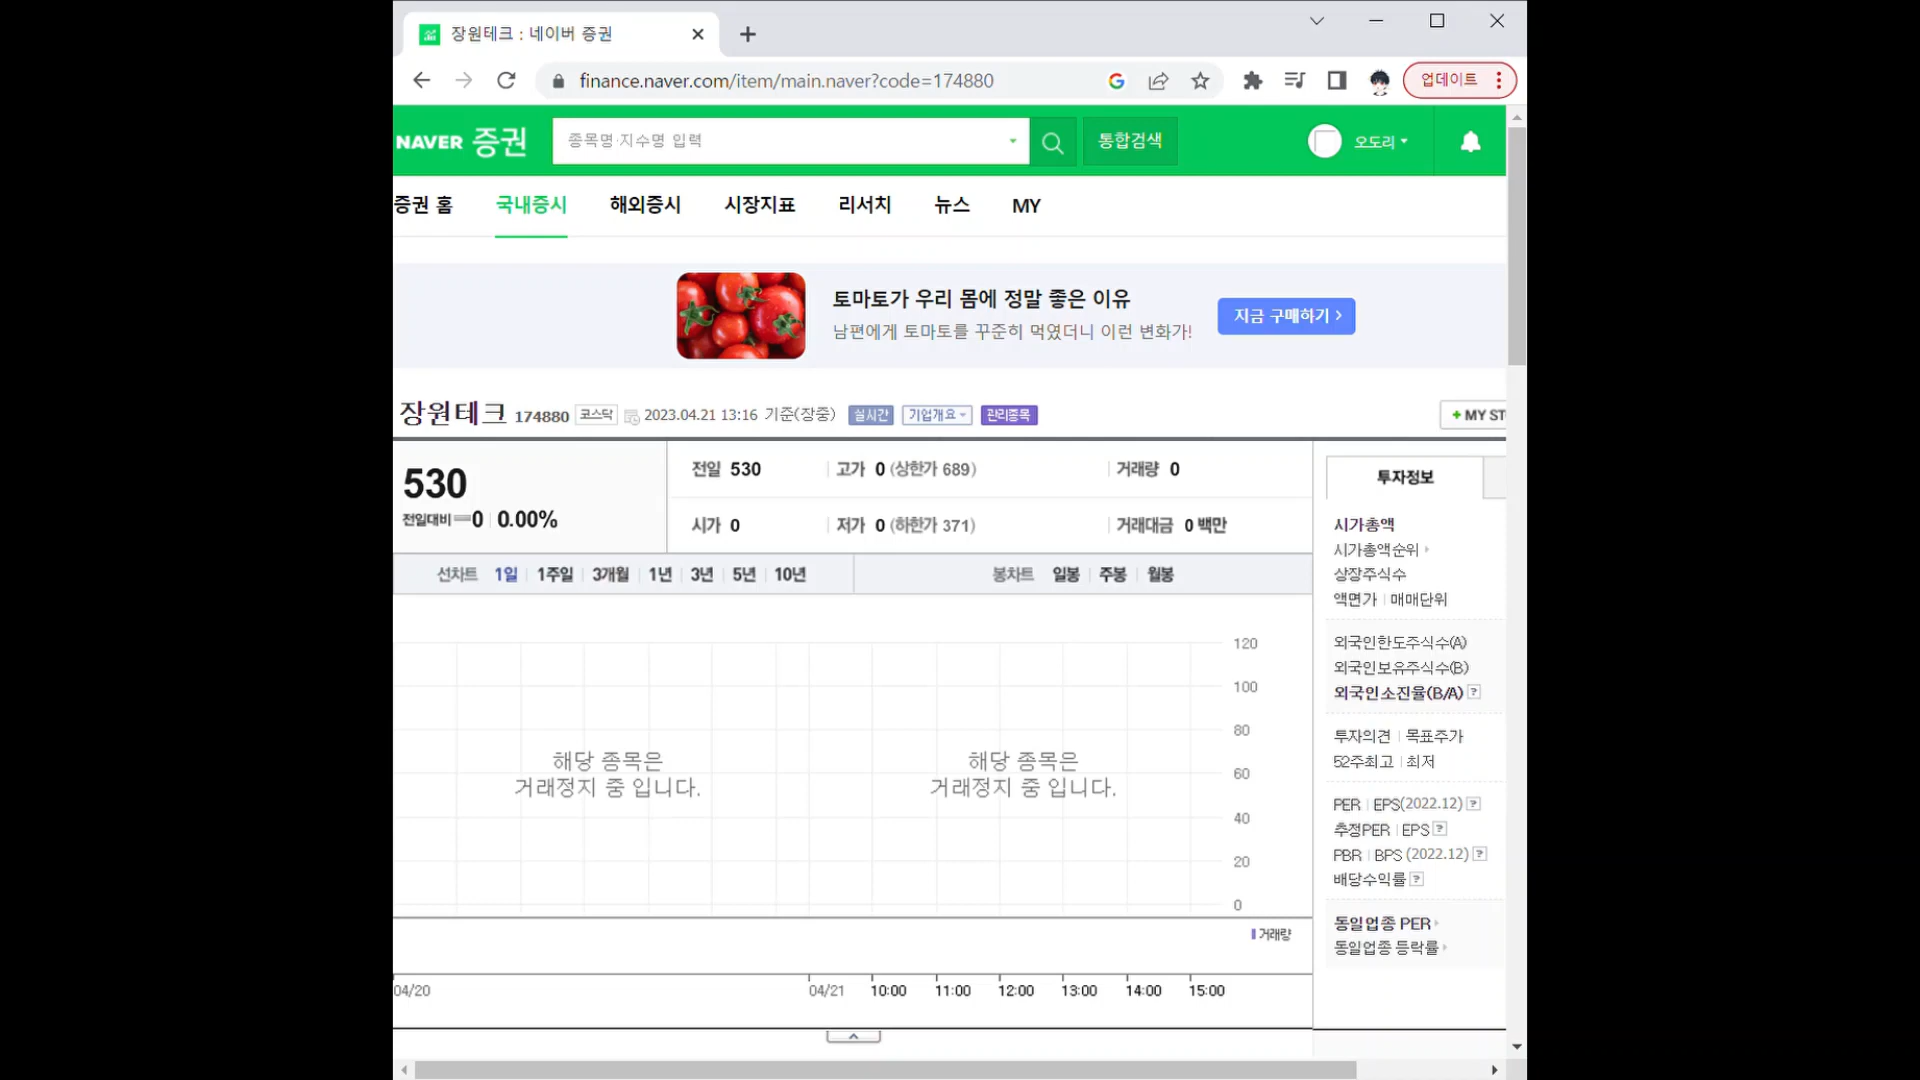 장원테크 : 네이버 증권
finance.naver.com/item/main.naver?code=174880
업데이트
NAVER 증권
종목명·지수명 입력
통합검색
오도리
증권 홈 국내증시 해외증시 시장지표 리서치 뉴스 MY
토마토가 우리 몸에 정말 좋은 이유
남편에게 토마토를 꾸준히 먹였더니 이런 변화가!
지금 구매하기 >
장원테크 174880 코스닥 2023.04.21 13:16 기준(장중) 실시간 기업개요 관리종목
+ MY ST
530
전일대비 0 0.00%
전일 530 고가 0 (상한가 689) 거래량 0
시가 0 저가 0 (하한가 371) 거래대금 0 백만
선차트 1일 1주일 3개월 1년 3년 5년 10년 봉차트 일봉 주봉 월봉
120
100
80
60
40
20
0
해당 종목은
거래정지 중 입니다.
해당 종목은
거래정지 중 입니다.
거래량
04/20 04/21 10:00 11:00 12:00 13:00 14:00 15:00
투자정보
시가총액
시가총액순위
상장주식수
액면가 매매단위
외국인한도주식수(A)
외국인보유주식수(B)
외국인소진율(B/A) ?
투자의견 목표주가
52주최고 최저
PER EPS(2022.12) ?
추정PER EPS ?
PBR BPS (2022.12) ?
배당수익률 ?
동일업종 PER
동일업종 등락률